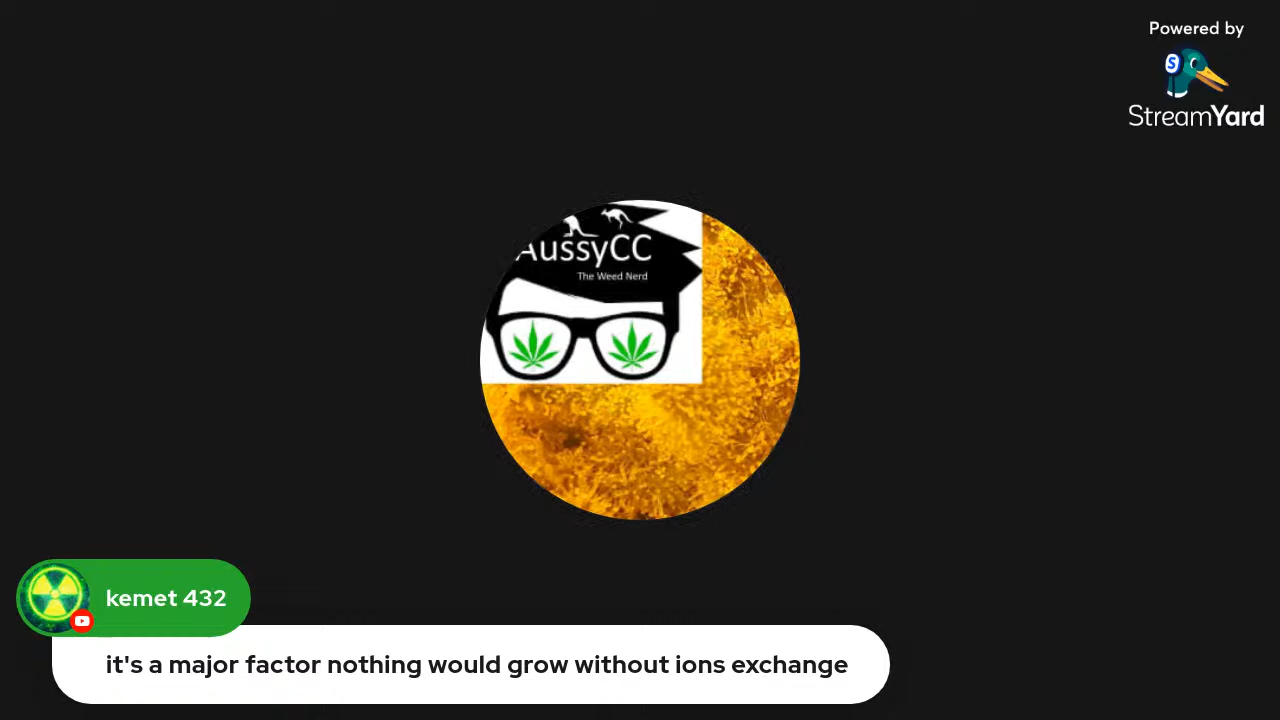 Powered by
S
StreamYard
AussyCC
The Weed Nerd
kemet 432
it's a major factor nothing would grow without ions exchange